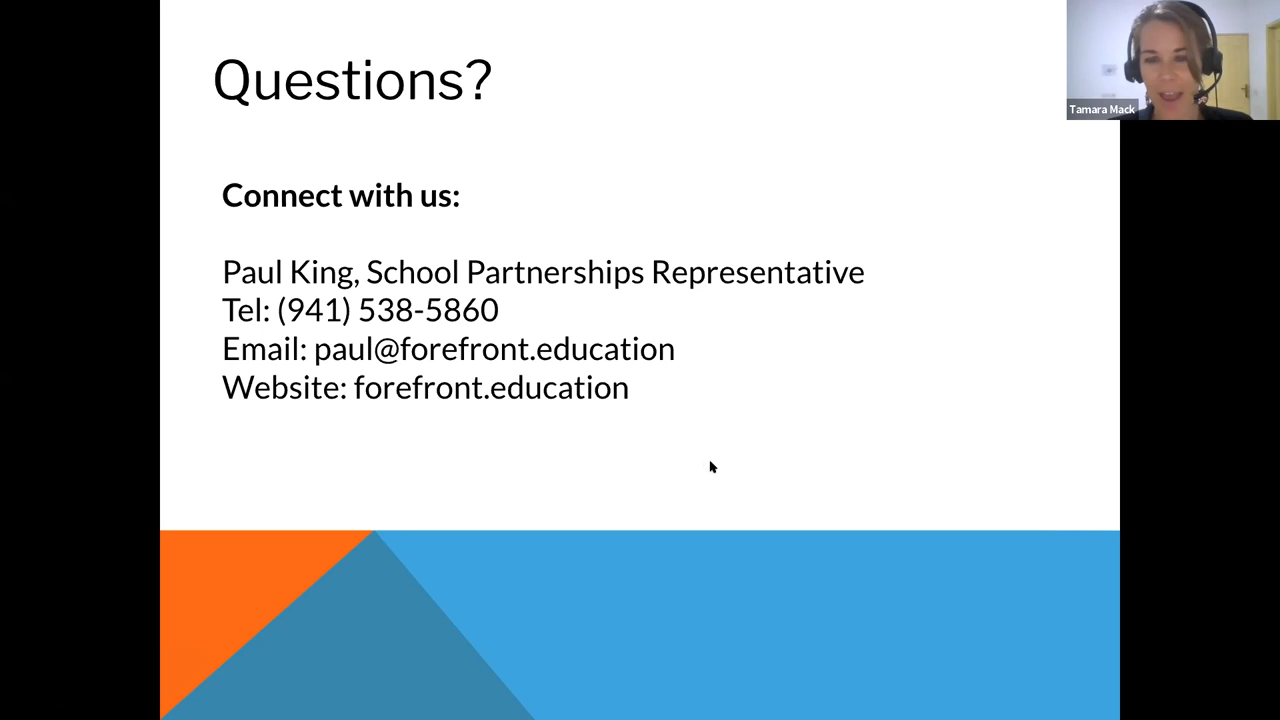 Questions?
Connect with us:
Paul King, School Partnerships Representative
Tel: (941) 538-5860
Email: paul@forefront.education
Website: forefront.education
Tamara Mack